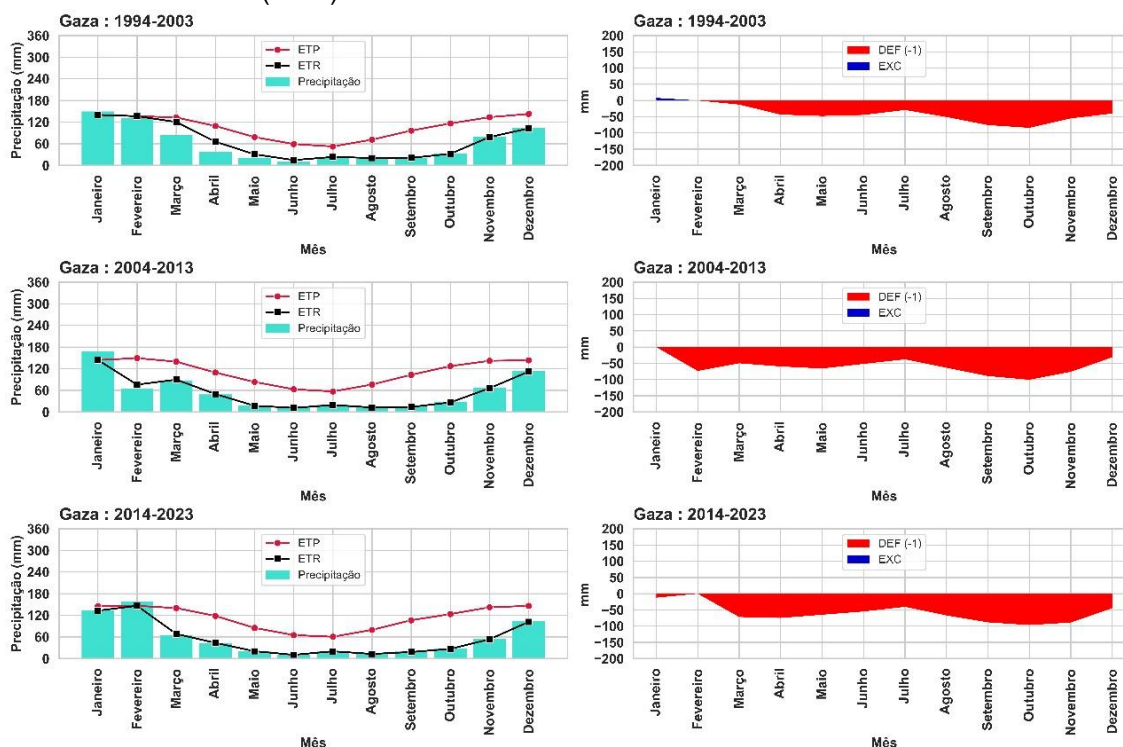 Gaza : 1994-2003
Precipitação (mm)
360
300
240
180
120
60
0
ETP
ETR
Precipitação
Janeiro
Fevereiro
Março
Abril
Maio
Junho
Julho
Agosto
Setembro
Outubro
Novembro
Dezembro
Mês
Gaza : 1994-2003
mm
200
150
100
50
0
−50
−100
−150
−200
DEF (-1)
EXC
Janeiro
Fevereiro
Março
Abril
Maio
Junho
Julho
Agosto
Setembro
Outubro
Novembro
Dezembro
Mês
Gaza : 2004-2013
Precipitação (mm)
360
300
240
180
120
60
0
ETP
ETR
Precipitação
Janeiro
Fevereiro
Março
Abril
Maio
Junho
Julho
Agosto
Setembro
Outubro
Novembro
Dezembro
Mês
Gaza : 2004-2013
mm
200
150
100
50
0
−50
−100
−150
−200
DEF (-1)
EXC
Janeiro
Fevereiro
Março
Abril
Maio
Junho
Julho
Agosto
Setembro
Outubro
Novembro
Dezembro
Mês
Gaza : 2014-2023
Precipitação (mm)
360
300
240
180
120
60
0
ETP
ETR
Precipitação
Janeiro
Fevereiro
Março
Abril
Maio
Junho
Julho
Agosto
Setembro
Outubro
Novembro
Dezembro
Mês
Gaza : 2014-2023
mm
200
150
100
50
0
−50
−100
−150
−200
DEF (-1)
EXC
Janeiro
Fevereiro
Março
Abril
Maio
Junho
Julho
Agosto
Setembro
Outubro
Novembro
Dezembro
Mês